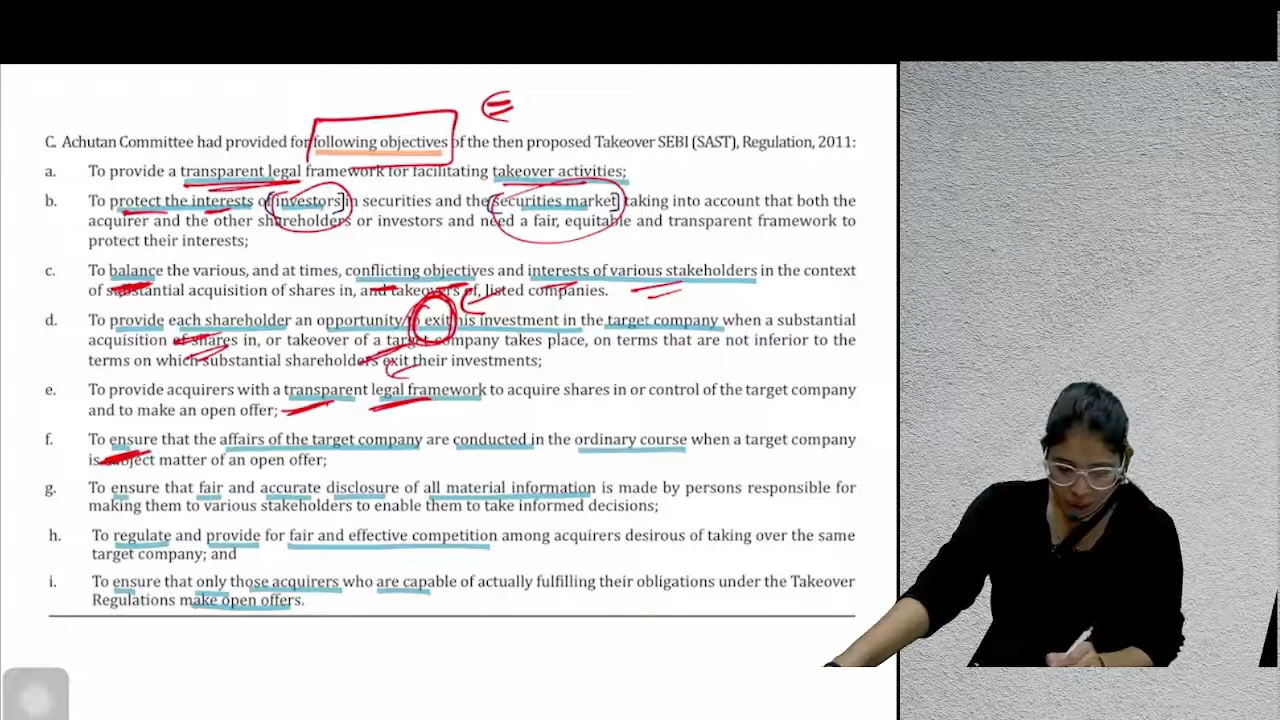 C. Achutan Committee had provided for following objectives of the then proposed Takeover SEBI (SAST), Regulation, 2011:
a. To provide a transparent legal framework for facilitating takeover activities;
b. To protect the interests of investors in securities and the securities market taking into account that both the
acquirer and the other shareholders or investors and need a fair, equitable and transparent framework to
protect their interests;
c. To balance the various, and at times, conflicting objectives and interests of various stakeholders in the context
of substantial acquisition of shares in, and takeovers of, listed companies.
d. To provide each shareholder an opportunity to exit his investment in the target company when a substantial
acquisition of shares in, or takeover of a target company takes place, on terms that are not inferior to the
terms on which substantial shareholders exit their investments;
e. To provide acquirers with a transparent legal framework to acquire shares in or control of the target company
and to make an open offer;
f. To ensure that the affairs of the target company are conducted in the ordinary course when a target company
is subject matter of an open offer;
g. To ensure that fair and accurate disclosure of all material information is made by persons responsible for
making them to various stakeholders to enable them to take informed decisions;
h. To regulate and provide for fair and effective competition among acquirers desirous of taking over the same
target company; and
i. To ensure that only those acquirers who are capable of actually fulfilling their obligations under the Takeover
Regulations make open offers.